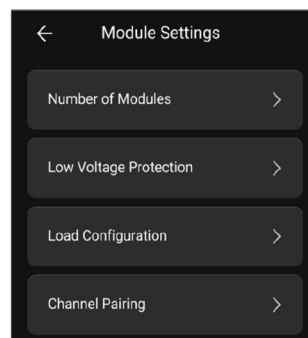 Module Settings
Number of Modules
Low Voltage Protection
Load Configuration
Channel Pairing